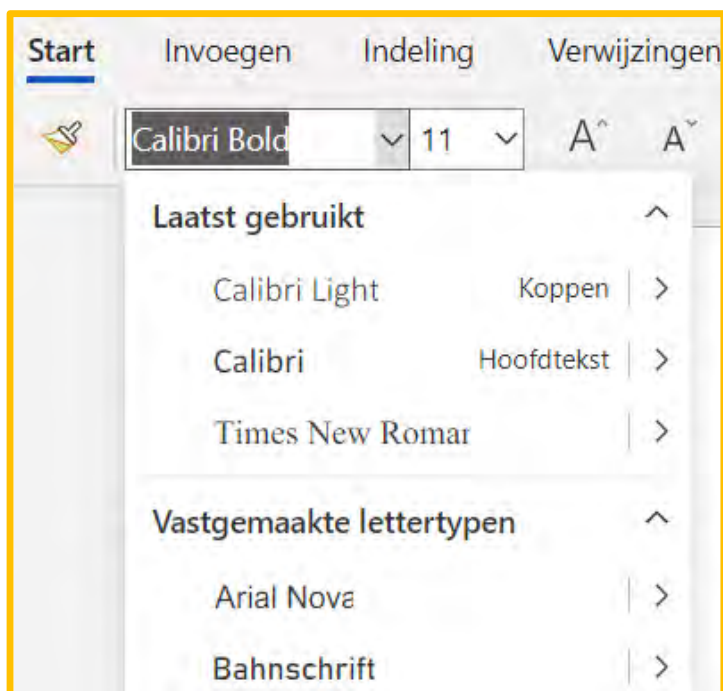 Start Invoegen Indeling Verwijzingen
Calibri Bold 11 A A
Laatst gebruikt
Calibri Light Koppen
Calibri Hoofdtekst
Times New Romar
Vastgemaakte lettertypen
Arial Nova
Bahnschrift